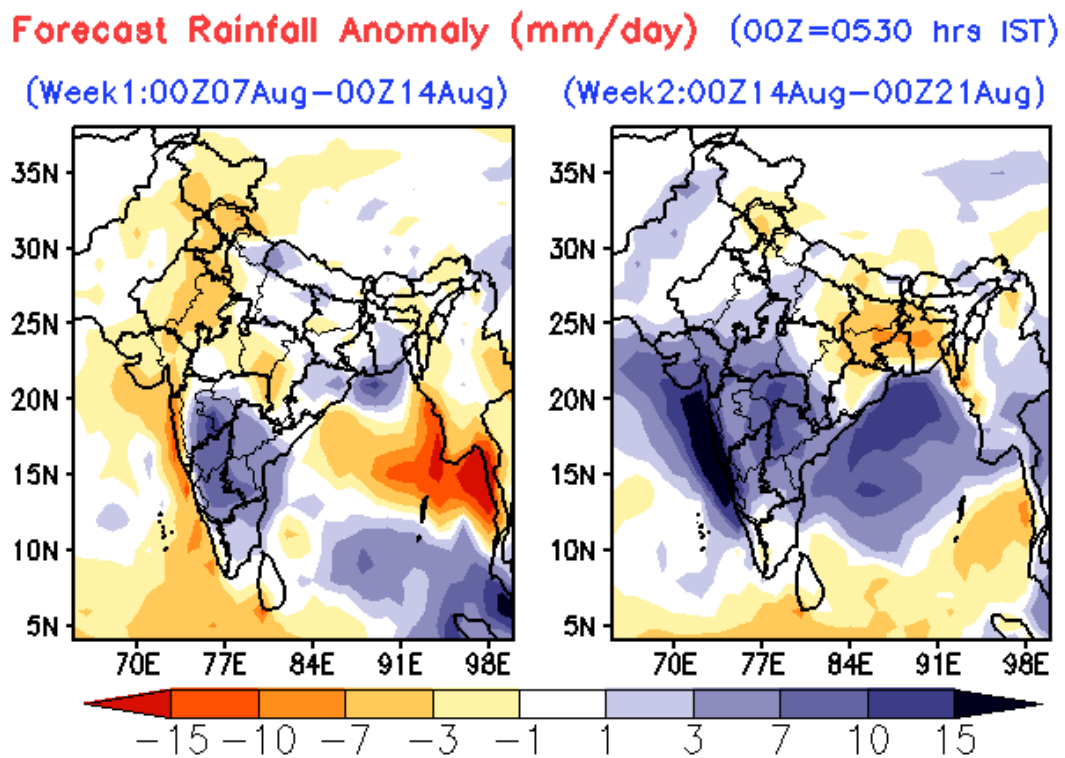 Forecast Rainfall Anomaly (mm/day) (00Z=0530 hrs IST)
(Week1:00Z07Aug−00Z14Aug) (Week2:00Z14Aug−00Z21Aug)
35N 35N
30N 30N
25N 25N
20N 20N
15N 15N
10N 10N
5N 5N
70E 77E 84E 91E 98E 70E 77E 84E 91E 98E
−15 −10 −7 −3 −1 1 3 7 10 15